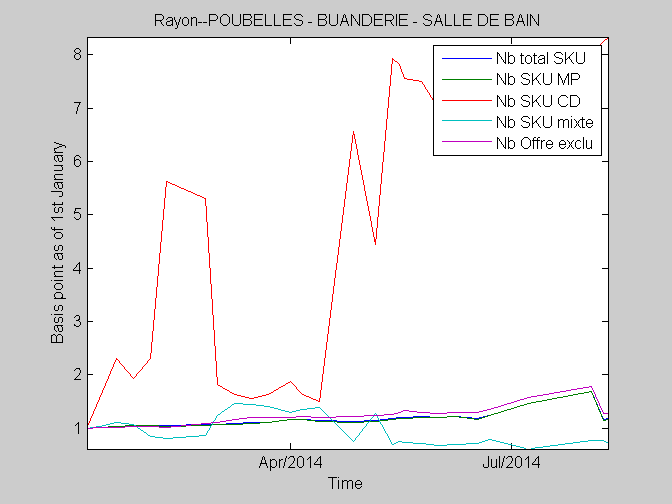 Rayon--POUBELLES - BUANDERIE - SALLE DE BAIN
8
7
6
5
4
3
2
1
Basis point as of 1st January
Nb total SKU
Nb SKU MP
Nb SKU CD
Nb SKU mixte
Nb Offre exclu
Apr/2014
Jul/2014
Time